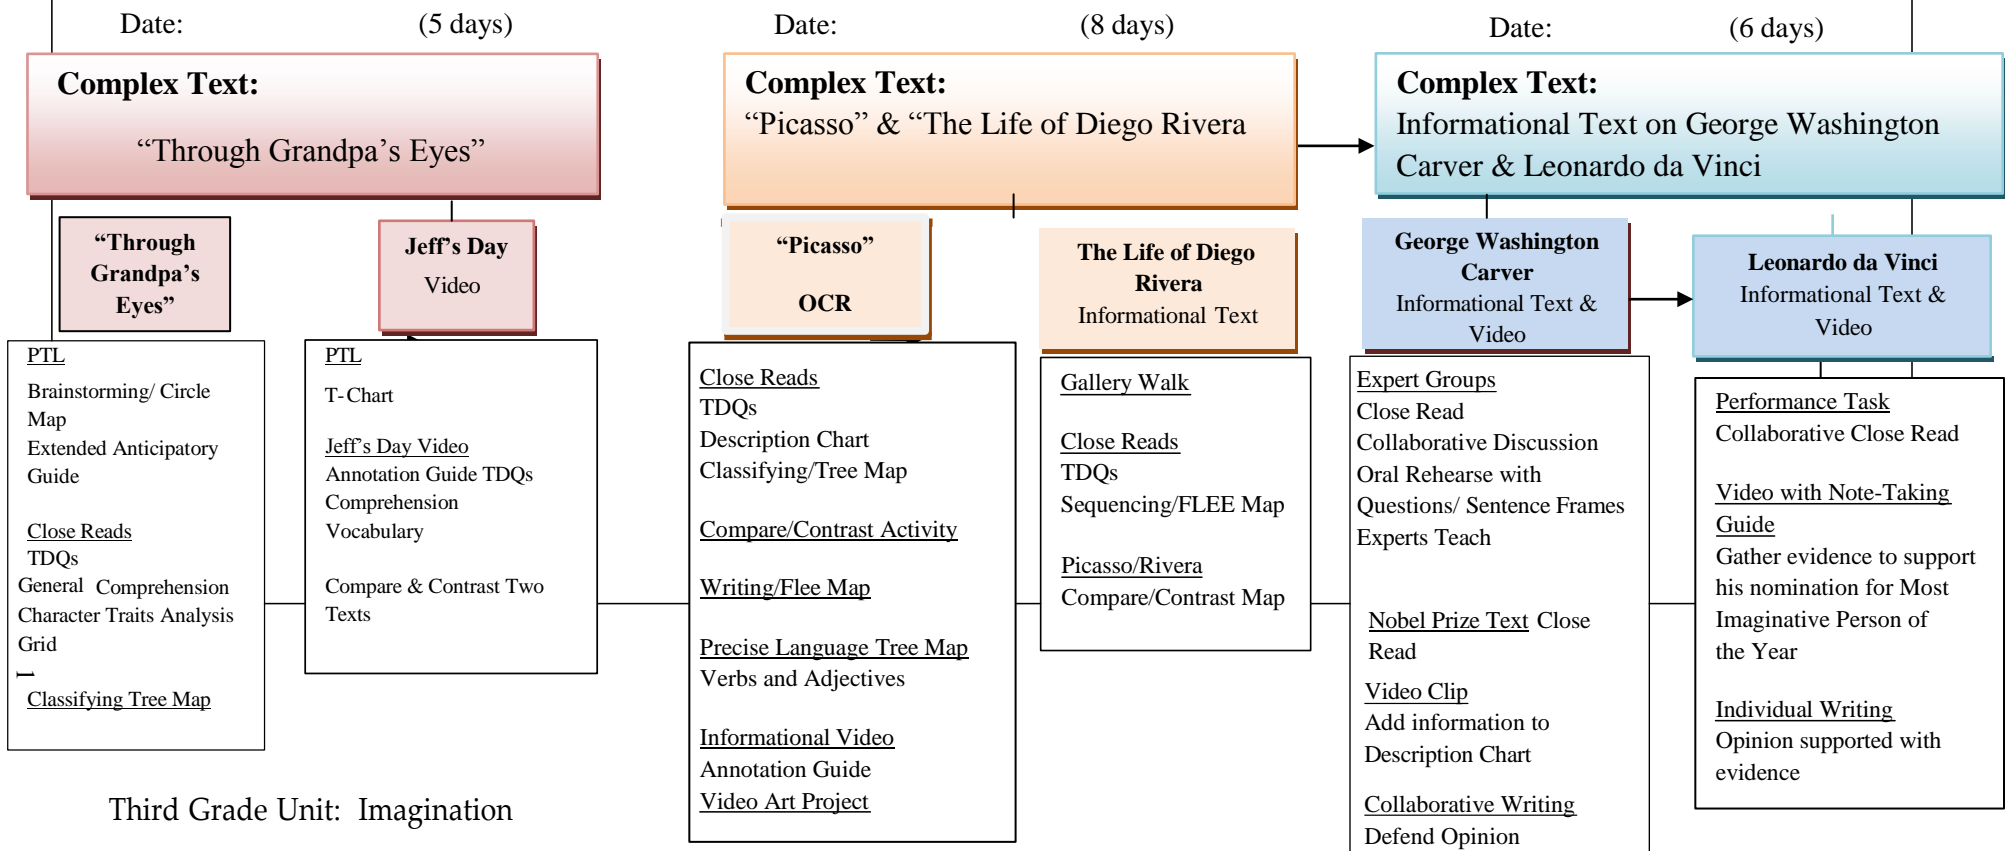 Date: (5 days)
Complex Text:
“Through Grandpa’s Eyes”
“Through
Grandpa’s
Eyes”
PTL
Brainstorming/ Circle
Map
Extended Anticipatory
Guide
Close Reads
TDQs
General Comprehension
Character Traits Analysis
Grid
1
Classifying Tree Map
Jeff’s Day
Video
PTL
T-Chart
Jeff’s Day Video
Annotation Guide TDQs
Comprehension
Vocabulary
Compare & Contrast Two
Texts
Date: (8 days)
Complex Text:
“Picasso” & “The Life of Diego Rivera
“Picasso”
OCR
Close Reads
TDQs
Description Chart
Classifying/Tree Map
Compare/Contrast Activity
Writing/Flee Map
Precise Language Tree Map
Verbs and Adjectives
Informational Video
Annotation Guide
Video Art Project
The Life of Diego
Rivera
Informational Text
Gallery Walk
Close Reads
TDQs
Sequencing/FLEE Map
Picasso/Rivera
Compare/Contrast Map
Date: (6 days)
Complex Text:
Informational Text on George Washington
Carver & Leonardo da Vinci
George Washington
Carver
Informational Text &
Video
Expert Groups
Close Read
Collaborative Discussion
Oral Rehearse with
Questions/ Sentence Frames
Experts Teach
Nobel Prize Text Close
Read
Video Clip
Add information to
Description Chart
Collaborative Writing
Defend Opinion
Leonardo da Vinci
Informational Text &
Video
Performance Task
Collaborative Close Read
Video with Note-Taking
Guide
Gather evidence to support
his nomination for Most
Imaginative Person of
the Year
Individual Writing
Opinion supported with
evidence
Third Grade Unit: Imagination